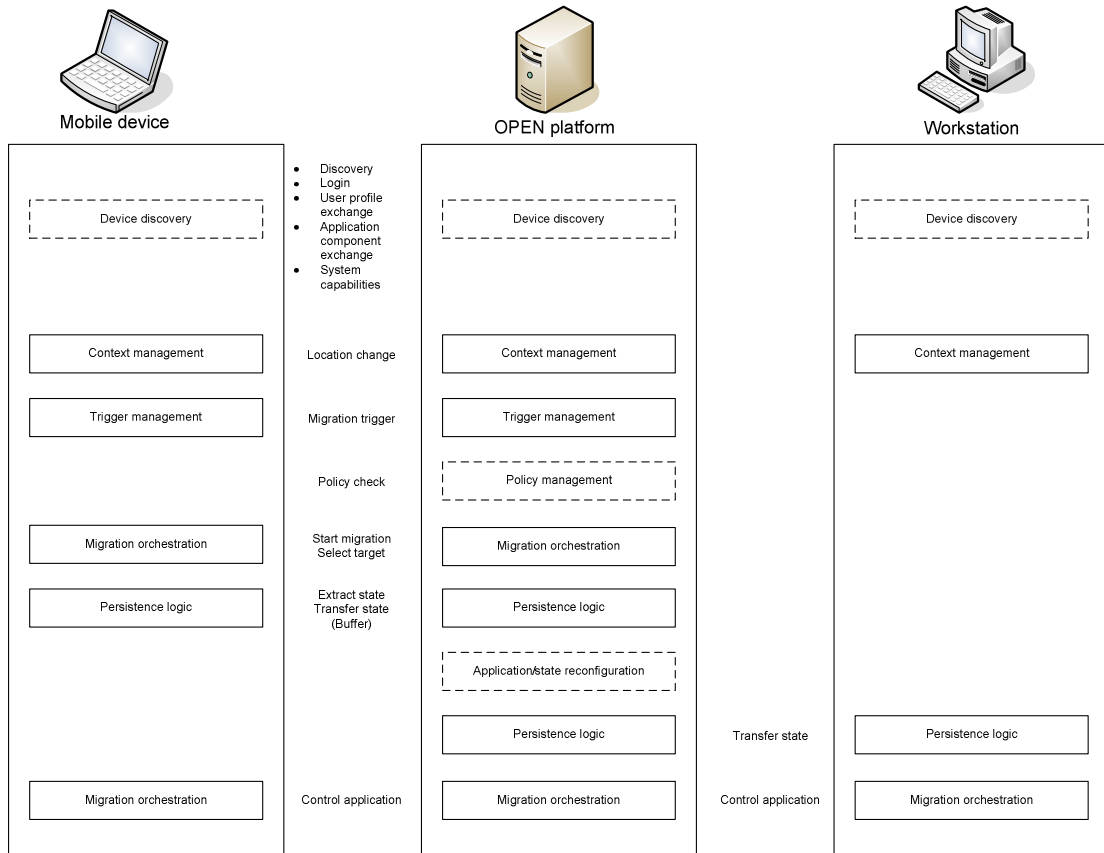 Mobile device
OPEN platform
Workstation
• Discovery
• Login
• User profile
exchange
• Application
component
exchange
• System
capabilities
Device discovery
Device discovery
Device discovery
Context management
Location change
Context management
Context management
Trigger management
Migration trigger
Trigger management
Policy check
Policy management
Migration orchestration
Start migration
Select target
Migration orchestration
Persistence logic
Extract state
Transfer state
(Buffer)
Persistence logic
Application/state reconfiguration
Persistence logic
Transfer state
Persistence logic
Migration orchestration
Control application
Migration orchestration
Control application
Migration orchestration